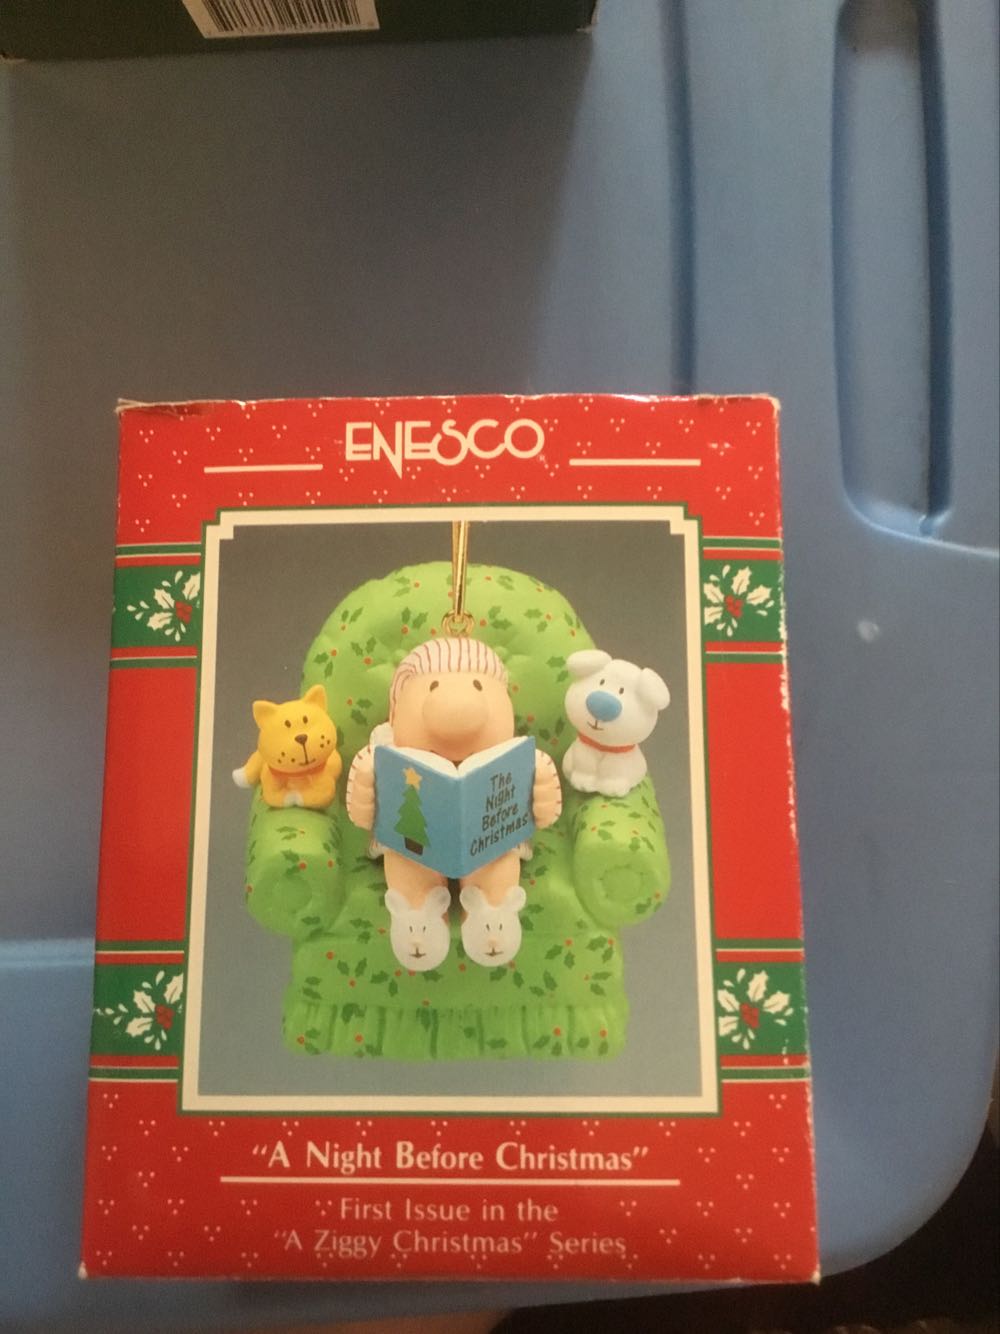 ENESCO®
The
Night
Before
Christmas
"A Night Before Christmas"
First Issue in the
"A Ziggy Christmas" Series